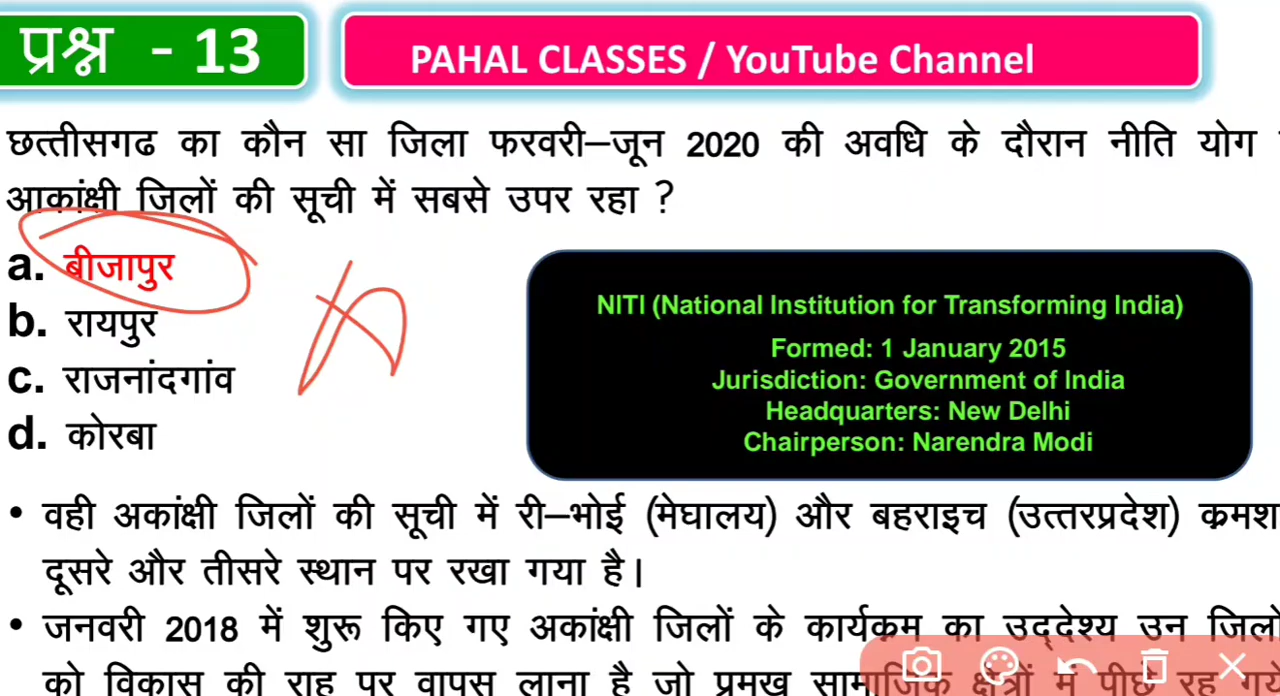 प्रश्न - 13
PAHAL CLASSES / YouTube Channel
छत्तीसगढ का कौन सा जिला फरवरी–जून 2020 की अवधि के दौरान नीति योग
आकांक्षी जिलों की सूची में सबसे उपर रहा ?
a. बीजापुर
b. रायपुर
c. राजनांदगांव
d. कोरबा
NITI (National Institution for Transforming India)
Formed: 1 January 2015
Jurisdiction: Government of India
Headquarters: New Delhi
Chairperson: Narendra Modi
• वही अकांक्षी जिलों की सूची में री–भोई (मेघालय) और बहराइच (उत्तरप्रदेश) क्रमश
दूसरे और तीसरे स्थान पर रखा गया है।
• जनवरी 2018 में शुरू किए गए अकांक्षी जिलों के कार्यक्रम का उद्देश्य उन जिलो
को विकास की राह पर वापस लाना है जो प्रमुख सामाजिक क्षेत्रों में पीछे रह गये